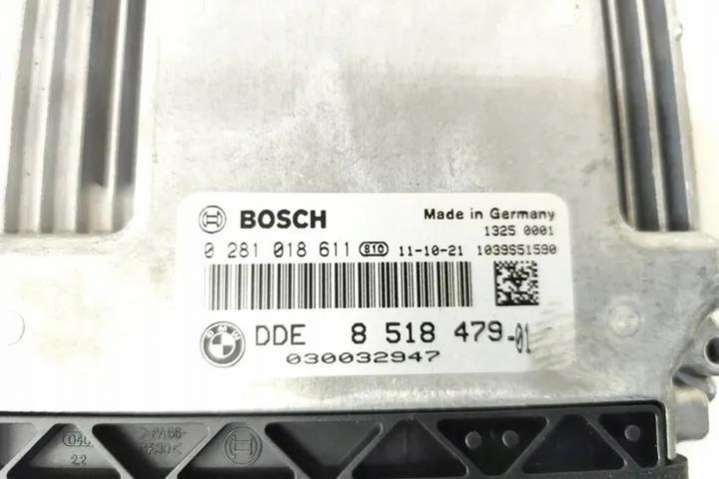 BOSCH Made in Germany
1325 0001
0 281 018 611 810 11-10-21 1039S51590
DDE 8 518 479-01
030032947